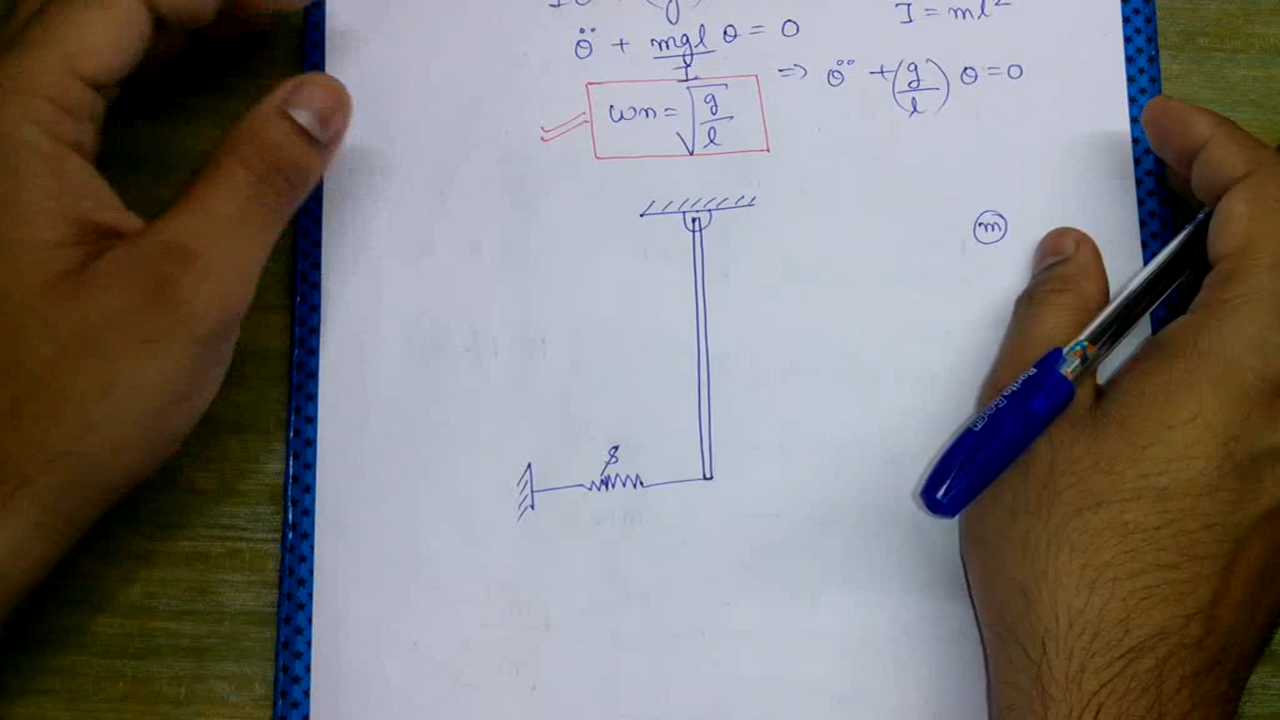 I = ml²
θ̈ + mgl/I θ = 0
⇒ θ̈ + (g/l) θ = 0
ωn = √(g/l)
m
s